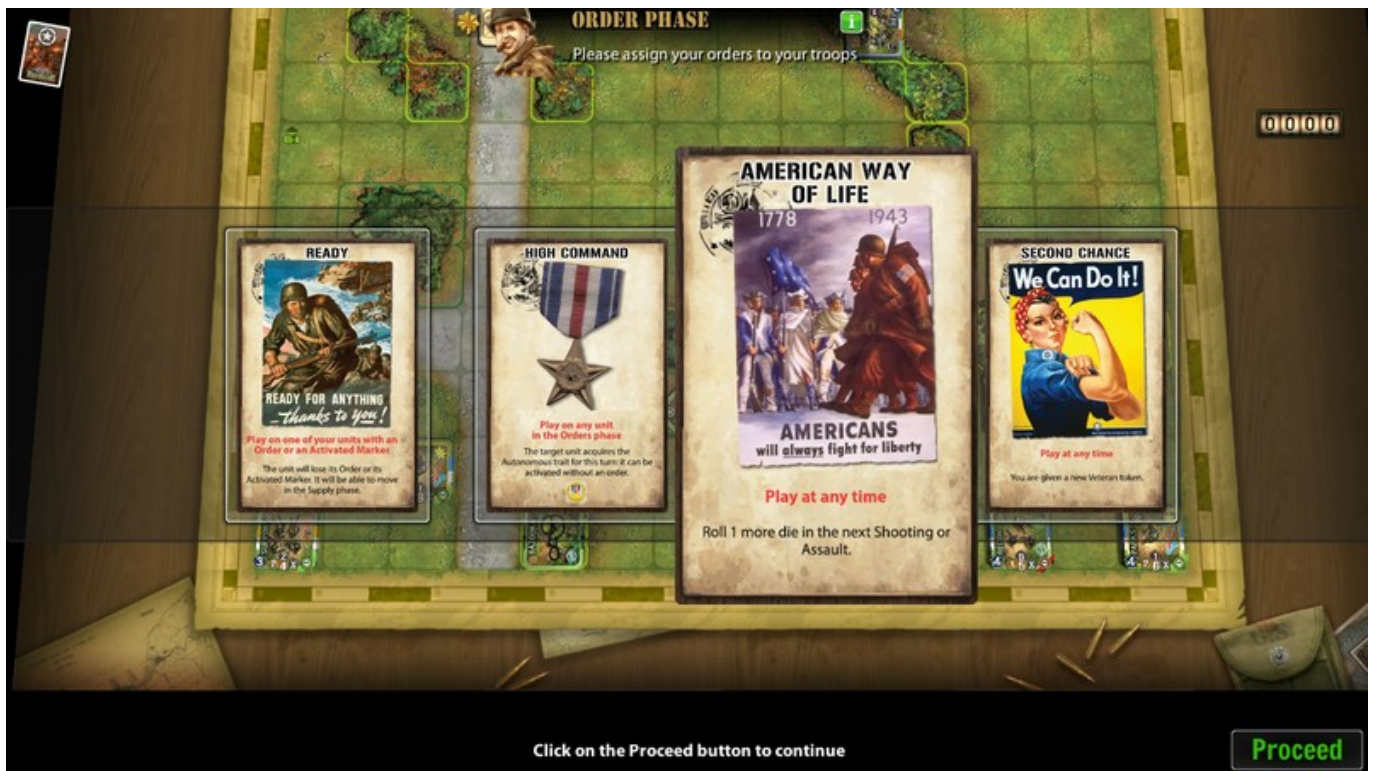 ORDER PHASE
Please assign your orders to your troops
0000
READY
READY FOR ANYTHING
thanks to you!
Play on one of your units with an
Order or an Activated Marker
The unit will lose its Order or its
Activated Marker. It will be able to move
in the Supply phase.
HIGH COMMAND
Play on any unit
in the Orders phase
The target unit acquires the
Autonomous trait for this turn: it can be
activated without an order.
AMERICAN WAY
OF LIFE
1778 1943
AMERICANS
will always fight for liberty
Play at any time
Roll 1 more die in the next Shooting or
Assault.
SECOND CHANCE
We Can Do It!
Play at any time
You are given a new Veteran token.
Click on the Proceed button to continue
Proceed